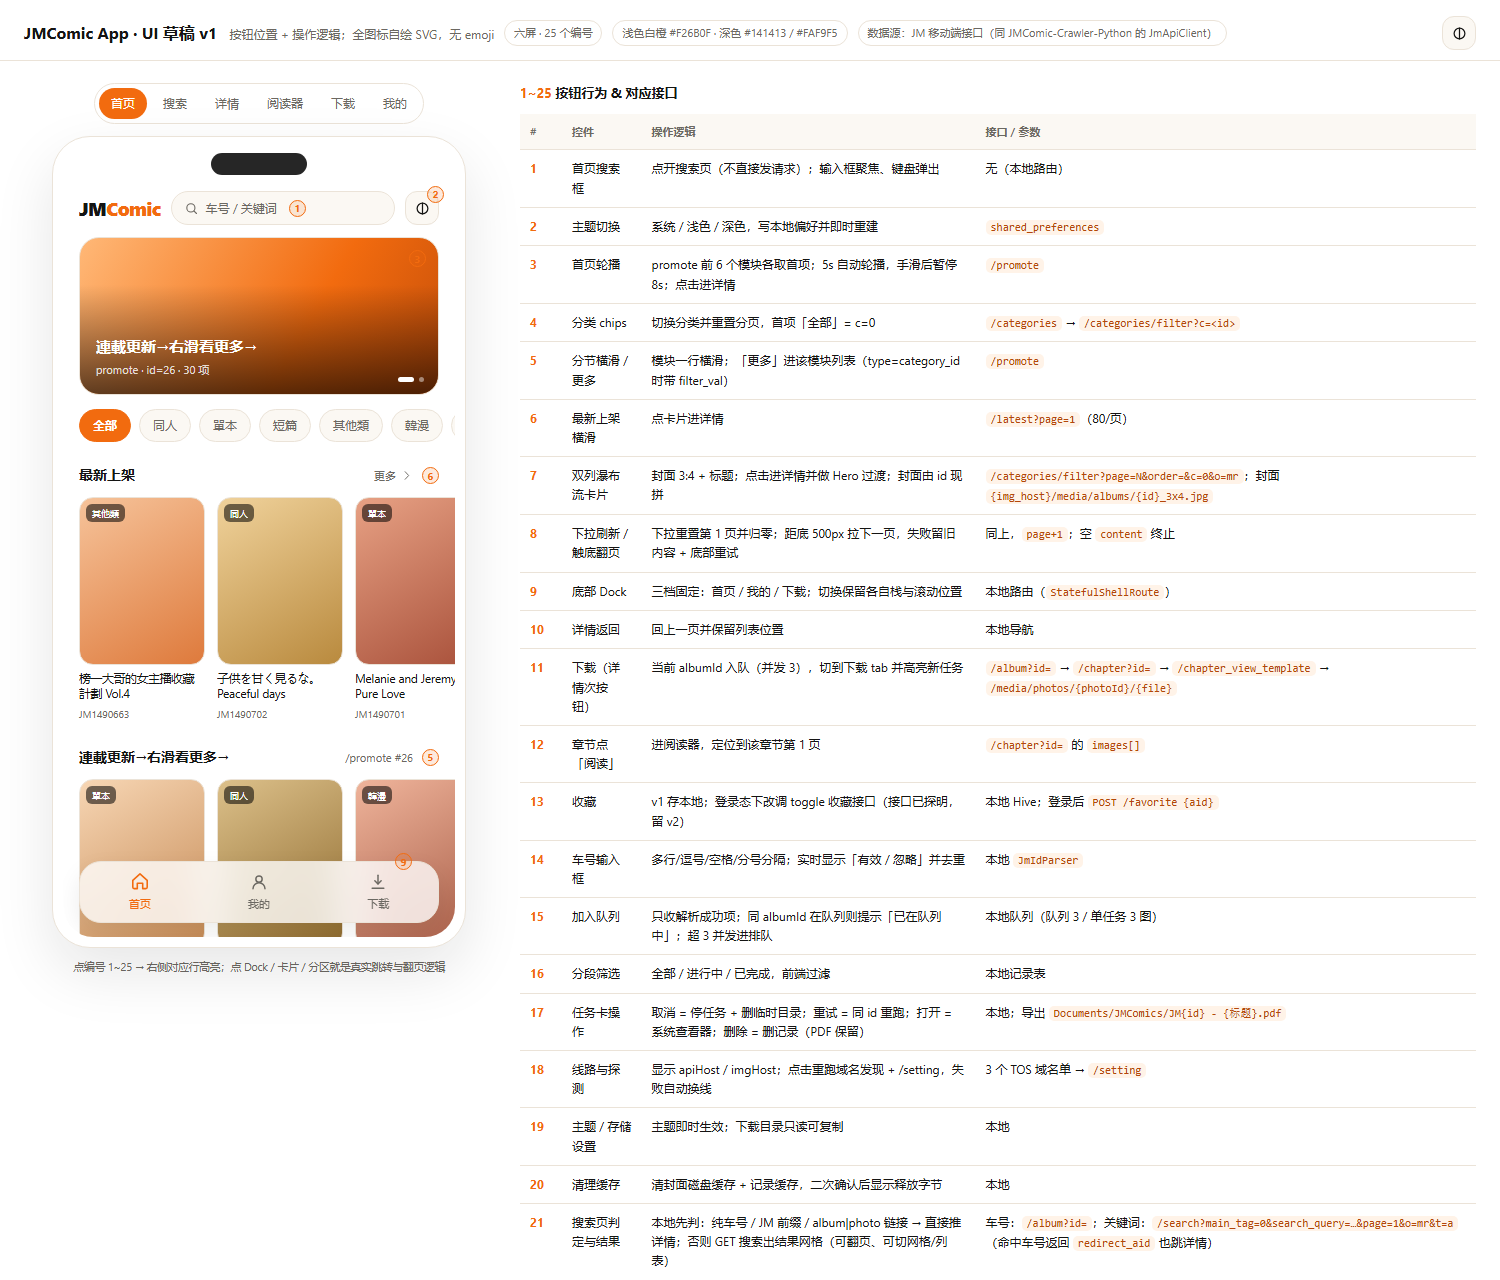 JMComic App · UI 草稿 v1
按钮位置 + 操作逻辑；全图标自绘 SVG，无 emoji
六屏 · 25 个编号
浅色白橙 #F26B0F · 深色 #141413 / #FAF9F5
数据源：JM 移动端接口（同 JMComic-Crawler-Python 的 JmApiClient）
首页 搜索 详情 阅读器 下载 我的
JMComic
车号 / 关键词 1
2
3
連載更新→右滑看更多→
promote · id=26 · 30 项
全部 同人 單本 短篇 其他類 韓漫
最新上架
更多 6
其他類 同人 單本
榜一大哥的女主播收藏
計劃 Vol.4
JM1490663
子供を甘く見るな。
Peaceful days
JM1490702
Melanie and Jeremy
Pure Love
JM1490701
連載更新→右滑看更多→
/promote #26 5
單本 同人 韓漫
9
首页 我的 下载
点编号 1~25 → 右侧对应行高亮；点 Dock / 卡片 / 分区就是真实跳转与翻页逻辑
1~25 按钮行为 & 对应接口
# 控件 操作逻辑 接口 / 参数
1 首页搜索
框
点开搜索页（不直接发请求）；输入框聚焦、键盘弹出
无（本地路由）
2 主题切换
系统 / 浅色 / 深色，写本地偏好并即时重建
shared_preferences
3 首页轮播
promote 前 6 个模块各取首项；5s 自动轮播，手滑后暂停
8s；点击进详情
/promote
4 分类 chips
切换分类并重置分页，首项「全部」= c=0
/categories → /categories/filter?c=<id>
5 分节横滑 /
更多
模块一行横滑；「更多」进该模块列表（type=category_id
时带 filter_val）
/promote
6 最新上架
横滑
点卡片进详情
/latest?page=1（80/页）
7 双列瀑布
流卡片
封面 3:4 + 标题；点击进详情并做 Hero 过渡；封面由 id 现
拼
/categories/filter?page=N&order=&c=0&o=mr；封面
{img_host}/media/albums/{id}_3x4.jpg
8 下拉刷新 /
触底翻页
下拉重置第 1 页并归零；距底 500px 拉下一页，失败留旧
内容 + 底部重试
同上，page+1；空 content 终止
9 底部 Dock
三档固定：首页 / 我的 / 下载；切换保留各自栈与滚动位置
本地路由（StatefulShellRoute）
10 详情返回
回上一页并保留列表位置
本地导航
11 下载（详
情次按
钮）
当前 albumId 入队（并发 3），切到下载 tab 并高亮新任务
/album?id= → /chapter?id= → /chapter_view_template →
/media/photos/{photoId}/{file}
12 章节点
「阅读」
进阅读器，定位到该章节第 1 页
/chapter?id= 的 images[]
13 收藏
v1 存本地；登录态下改调 toggle 收藏接口（接口已探明，
留 v2）
本地 Hive；登录后 POST /favorite {aid}
14 车号输入
框
多行/逗号/空格/分号分隔；实时显示「有效 / 忽略」并去重
本地 JmIdParser
15 加入队列
只收解析成功项；同 albumId 在队列则提示「已在队列
中」；超 3 并发进排队
本地队列（队列 3 / 单任务 3 图）
16 分段筛选
全部 / 进行中 / 已完成，前端过滤
本地记录表
17 任务卡操
作
取消 = 停任务 + 删临时目录；重试 = 同 id 重跑；打开 =
系统查看器；删除 = 删记录（PDF 保留）
本地；导出 Documents/JMComics/JM{id} - {标题}.pdf
18 线路与探
测
显示 apiHost / imgHost；点击重跑域名发现 + /setting，失
败自动换线
3 个 TOS 域名单 → /setting
19 主题 / 存储
设置
主题即时生效；下载目录只读可复制
本地
20 清理缓存
清封面磁盘缓存 + 记录缓存，二次确认后显示释放字节
本地
21 搜索页判
定与结果
本地先判：纯车号 / JM 前缀 / album|photo 链接 → 直接推
详情；否则 GET 搜索出结果网格（可翻页、可切网格/列
表）
车号：/album?id=；关键词：/search?main_tag=0&search_query=…&page=1&o=mr&t=a
（命中车号返回 redirect_aid 也跳详情）